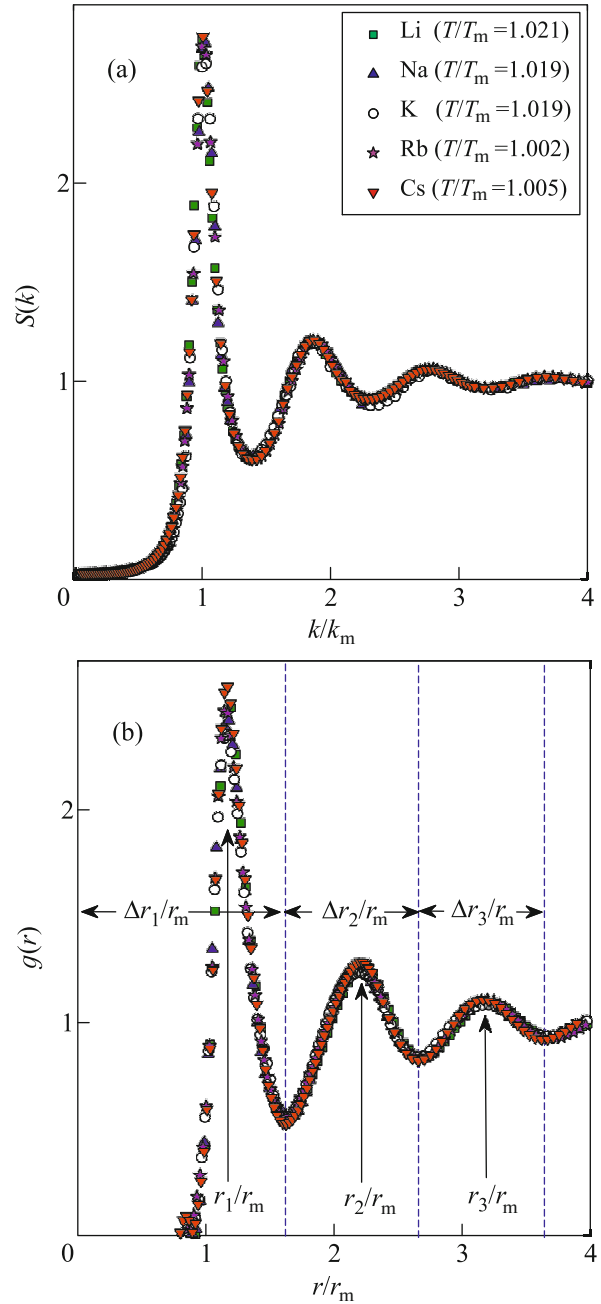 (a)
Li (T/Tm=1.021)
Na (T/Tm=1.019)
K (T/Tm=1.019)
Rb (T/Tm=1.002)
Cs (T/Tm=1.005)
2
S(k)
1
0 1 2 3 4
k/km
(b)
2
Δr1/rm Δr2/rm Δr3/rm
g(r)
1
r1/rm r2/rm r3/rm
0 1 2 3 4
r/rm